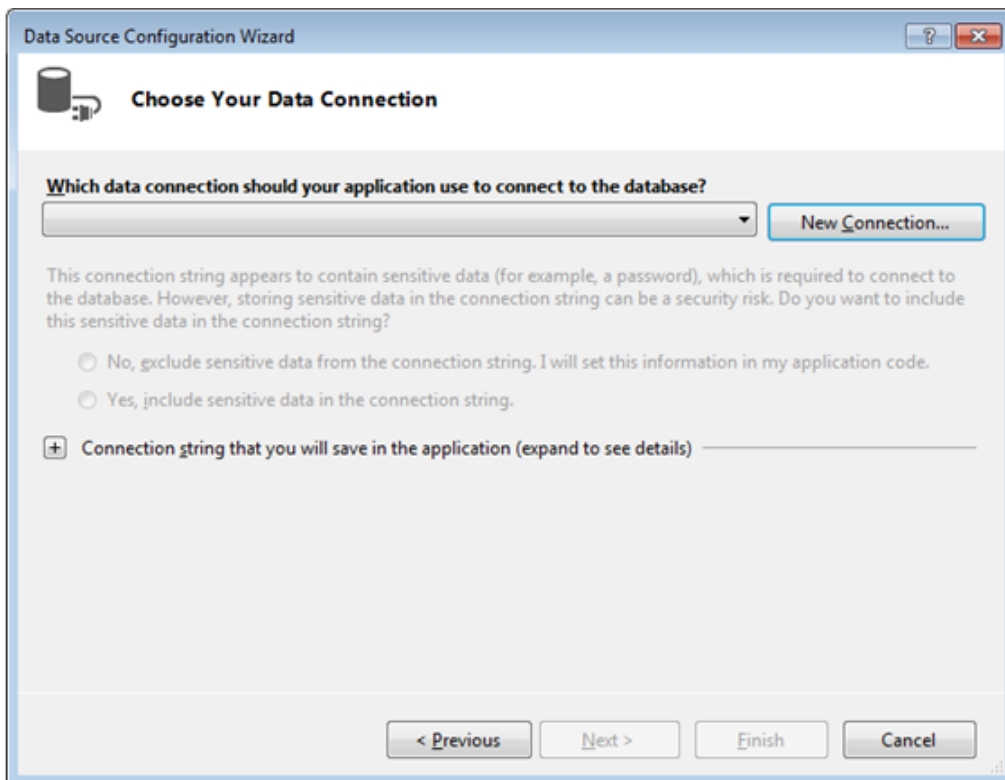 Data Source Configuration Wizard
?
Choose Your Data Connection
Which data connection should your application use to connect to the database?
New Connection...
This connection string appears to contain sensitive data (for example, a password), which is required to connect to
the database. However, storing sensitive data in the connection string can be a security risk. Do you want to include
this sensitive data in the connection string?
No, exclude sensitive data from the connection string. I will set this information in my application code.
Yes, include sensitive data in the connection string.
+ Connection string that you will save in the application (expand to see details)
< Previous Next > Finish Cancel